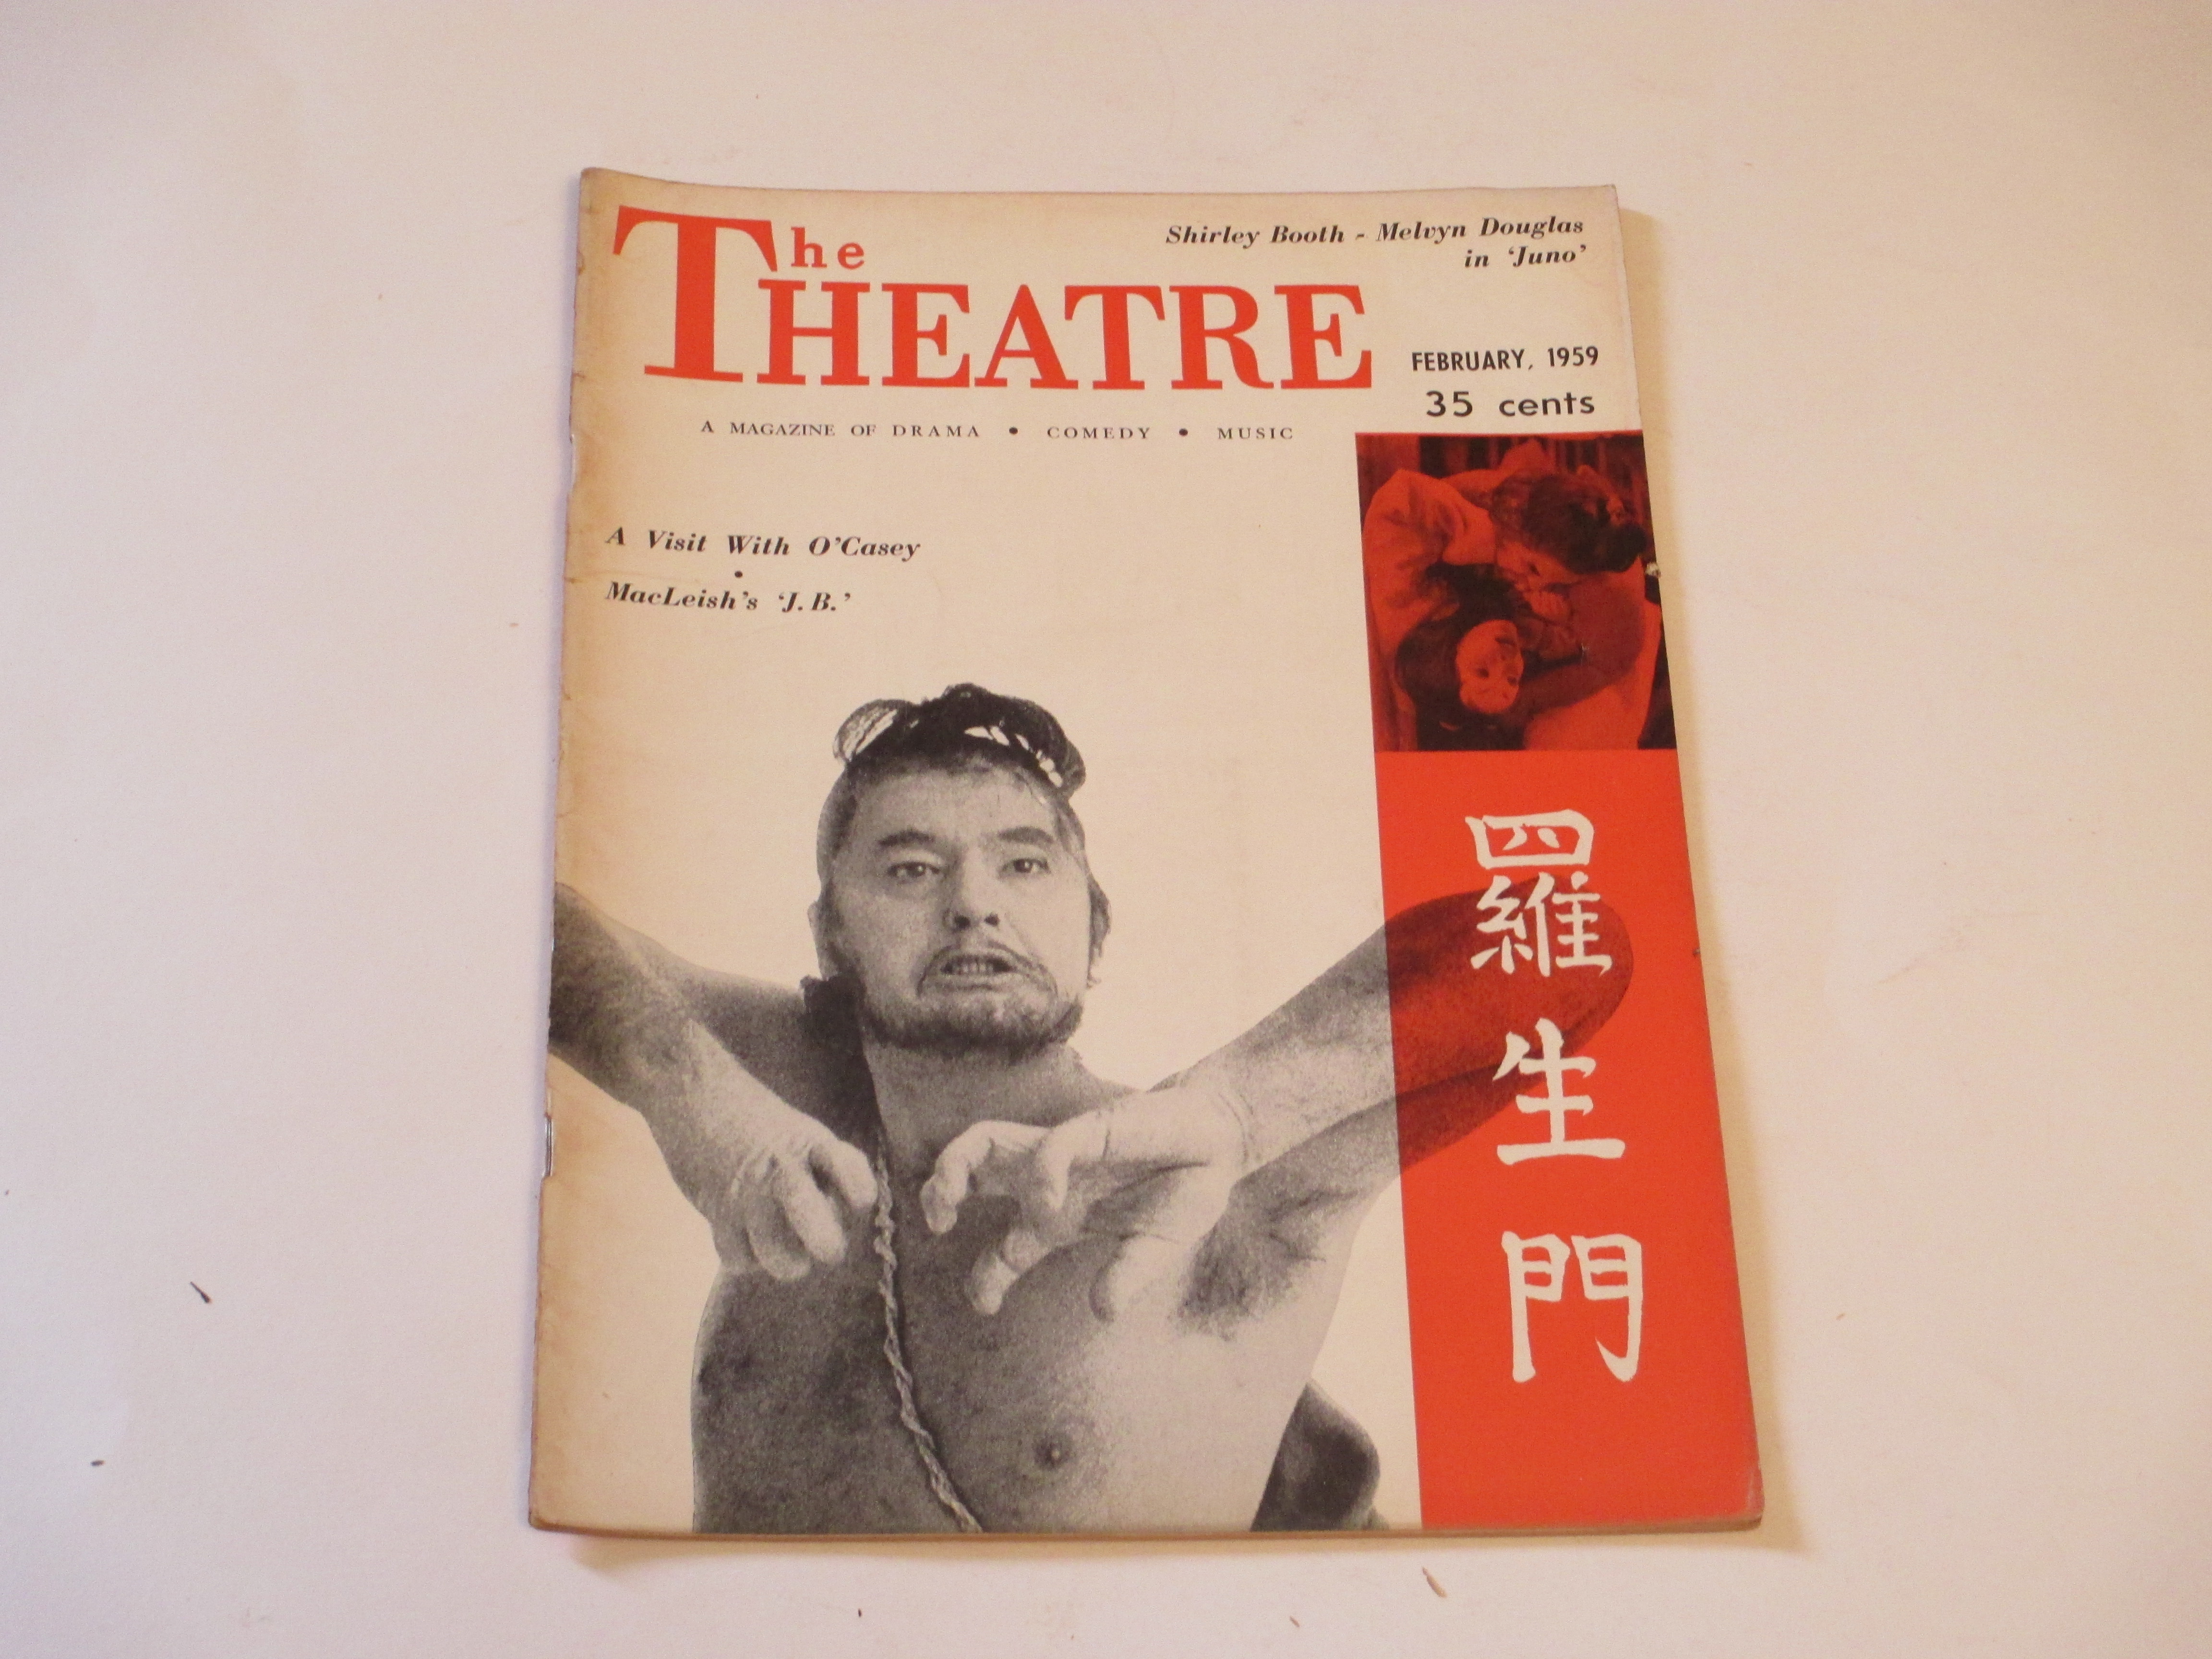 The
THEATRE
Shirley Booth - Melvyn Douglas
in 'Juno'
FEBRUARY, 1959
35 cents
A MAGAZINE OF DRAMA • COMEDY • MUSIC
A Visit With O'Casey
•
MacLeish's 'J. B.'
羅生門